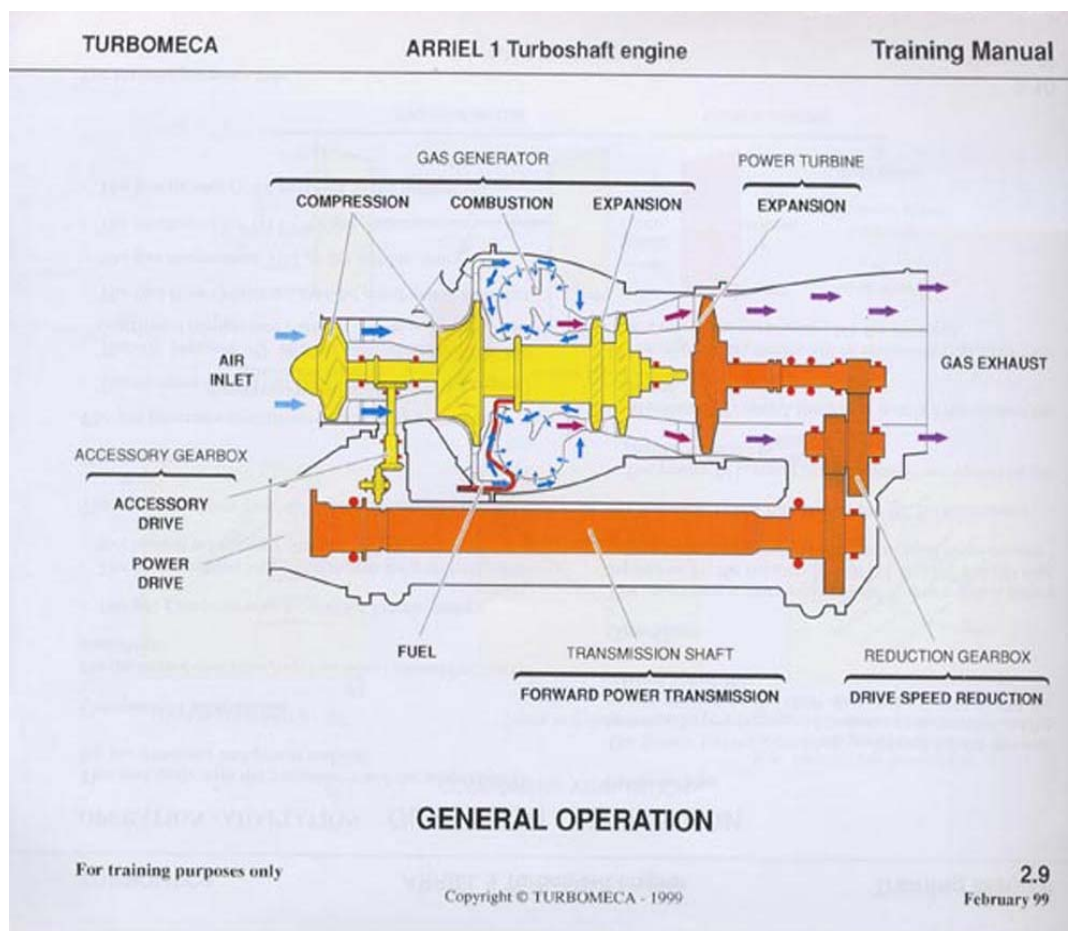 TURBOMECA
ARRIEL 1 Turboshaft engine
Training Manual
GAS GENERATOR
POWER TURBINE
COMPRESSION
COMBUSTION
EXPANSION
EXPANSION
AIR
INLET
GAS EXHAUST
ACCESSORY GEARBOX
ACCESSORY
DRIVE
POWER
DRIVE
FUEL
TRANSMISSION SHAFT
REDUCTION GEARBOX
FORWARD POWER TRANSMISSION
DRIVE SPEED REDUCTION
GENERAL OPERATION
For training purposes only
Copyright © TURBOMECA - 1999
2.9
February 99